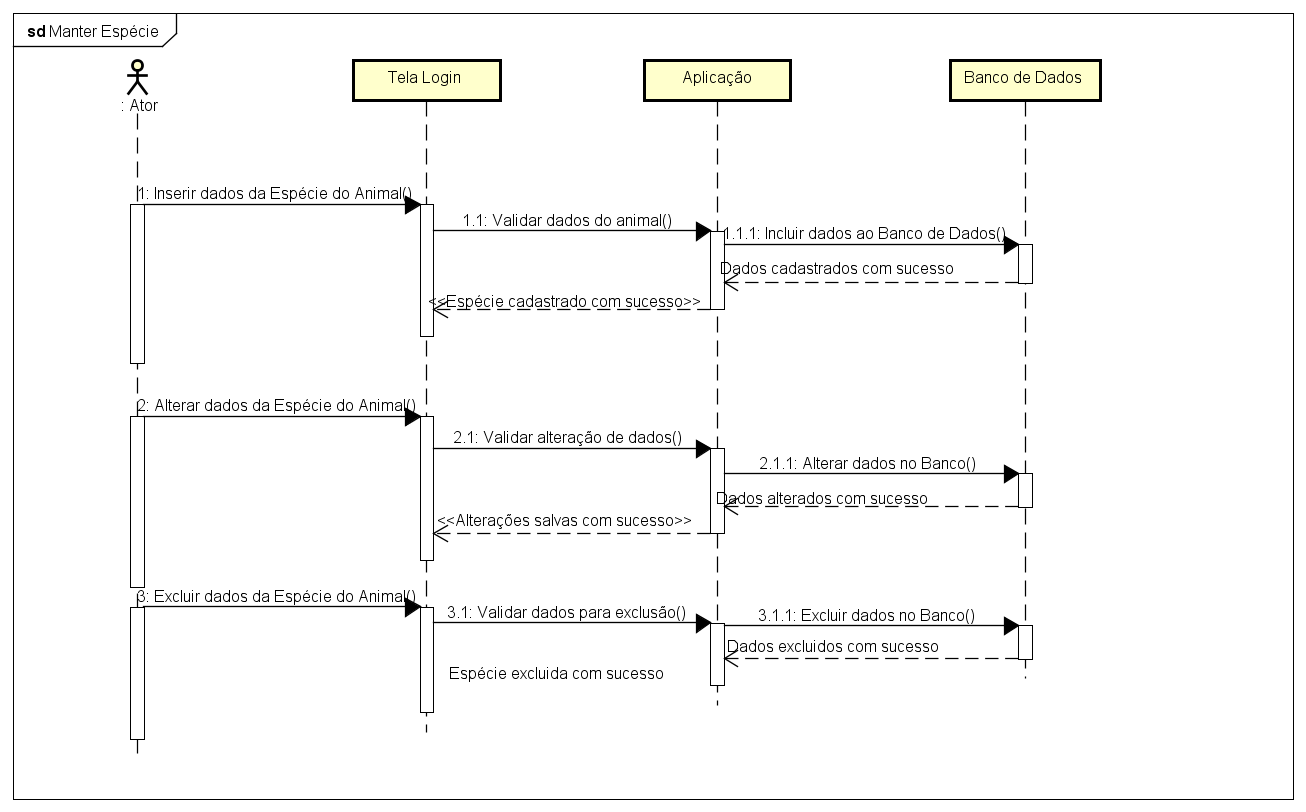 sd Manter Espécie
: Ator
Tela Login
Aplicação
Banco de Dados
1: Inserir dados da Espécie do Animal()
1.1: Validar dados do animal()
1.1.1: Incluir dados ao Banco de Dados()
Dados cadastrados com sucesso
<<Espécie cadastrado com sucesso>>
2: Alterar dados da Espécie do Animal()
2.1: Validar alteração de dados()
2.1.1: Alterar dados no Banco()
Dados alterados com sucesso
<<Alterações salvas com sucesso>>
3: Excluir dados da Espécie do Animal()
3.1: Validar dados para exclusão()
3.1.1: Excluir dados no Banco()
Dados excluidos com sucesso
Espécie excluida com sucesso